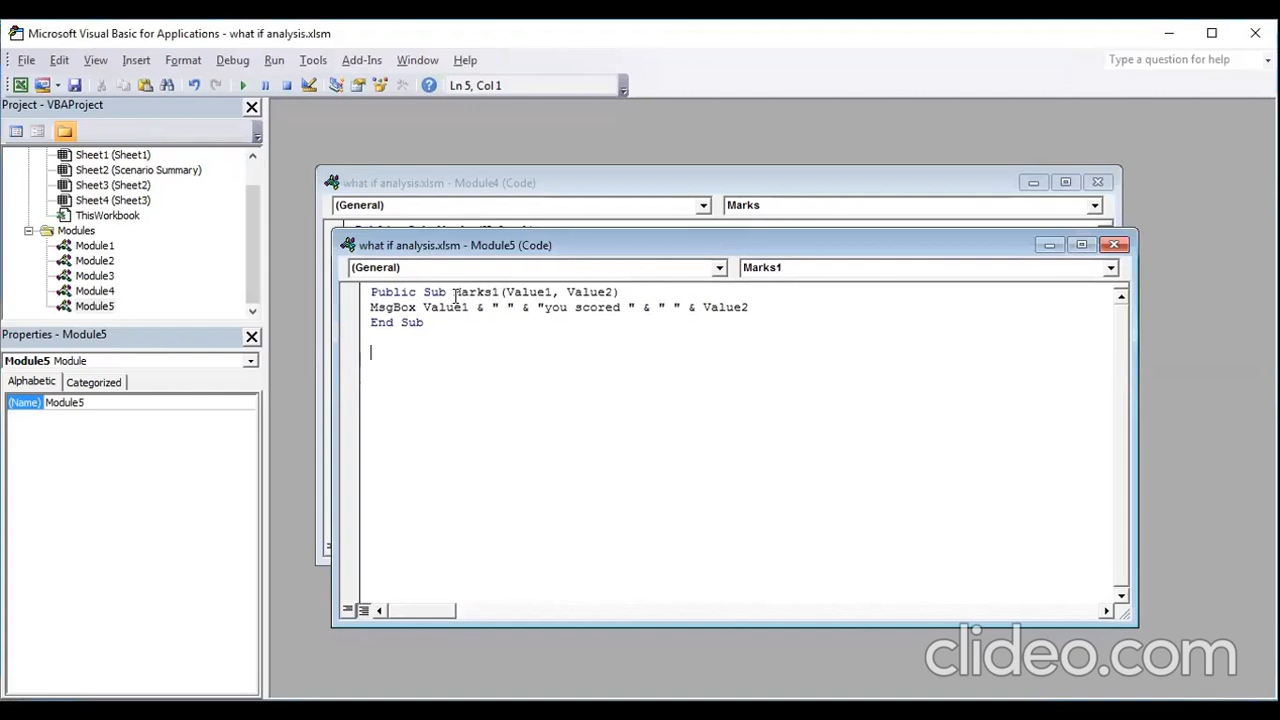 Microsoft Visual Basic for Applications - what if analysis.xlsm
File Edit View Insert Format Debug Run Tools Add-Ins Window Help
Type a question for help
Ln 5, Col 1
Project - VBAProject
Sheet1 (Sheet1)
Sheet2 (Scenario Summary)
Sheet3 (Sheet2)
Sheet4 (Sheet3)
ThisWorkbook
Modules
Module1
Module2
Module3
Module4
Module5
Properties - Module5
Module5 Module
Alphabetic Categorized
(Name) Module5
what if analysis.xlsm - Module4 (Code)
(General) Marks
what if analysis.xlsm - Module5 (Code)
(General) Marks1
Public Sub Marks1(Value1, Value2)
MsgBox Value1 & " " & "you scored " & " " & Value2
End Sub
clideo.com